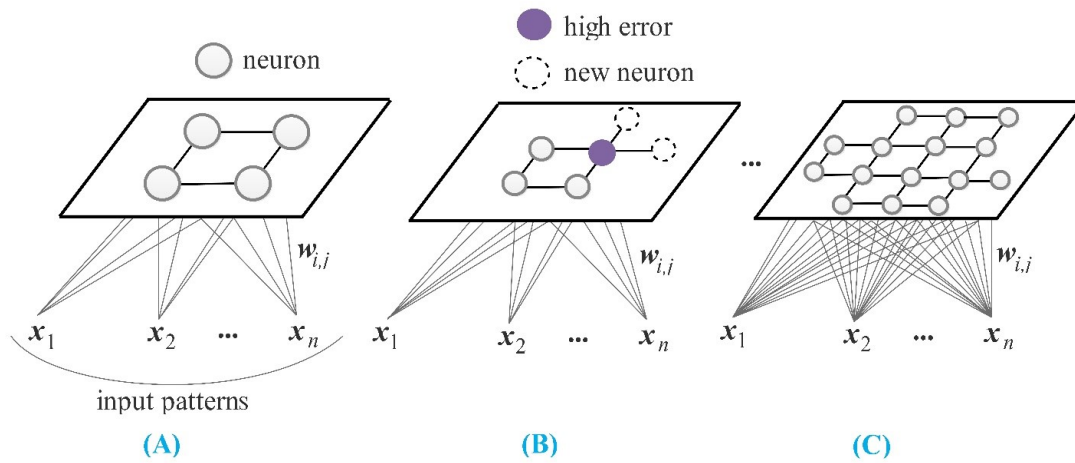 neuron
high error
new neuron
...
w_{i,j}
w_{i,j}
w_{i,j}
x_1 x_2 ... x_n
x_1 x_2 ... x_n
x_1 x_2 ... x_n
input patterns
(A) (B) (C)